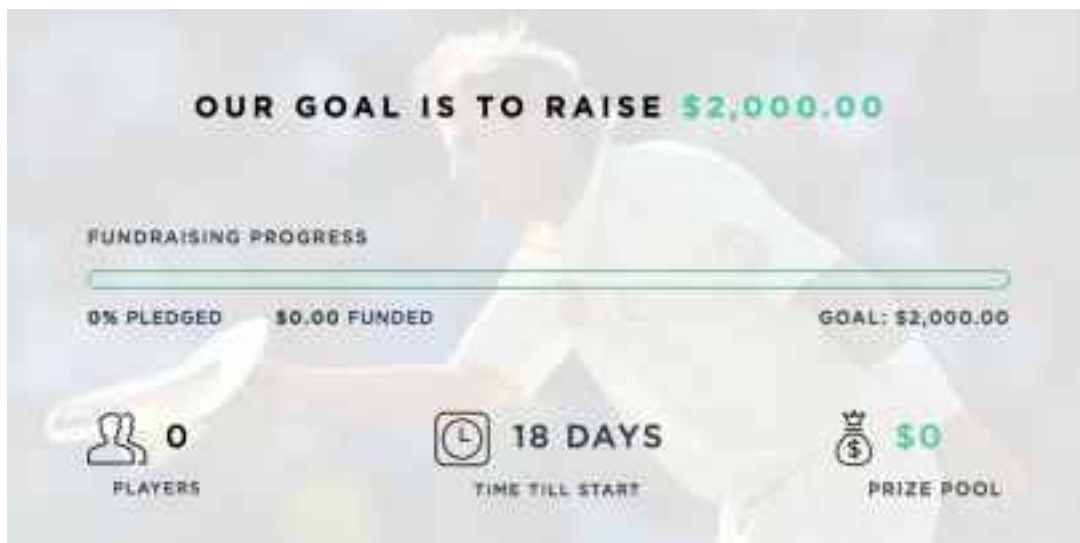 OUR GOAL IS TO RAISE $2,000.00
FUNDRAISING PROGRESS
0% PLEDGED $0.00 FUNDED GOAL: $2,000.00
0 18 DAYS $0
PLAYERS TIME TILL START PRIZE POOL